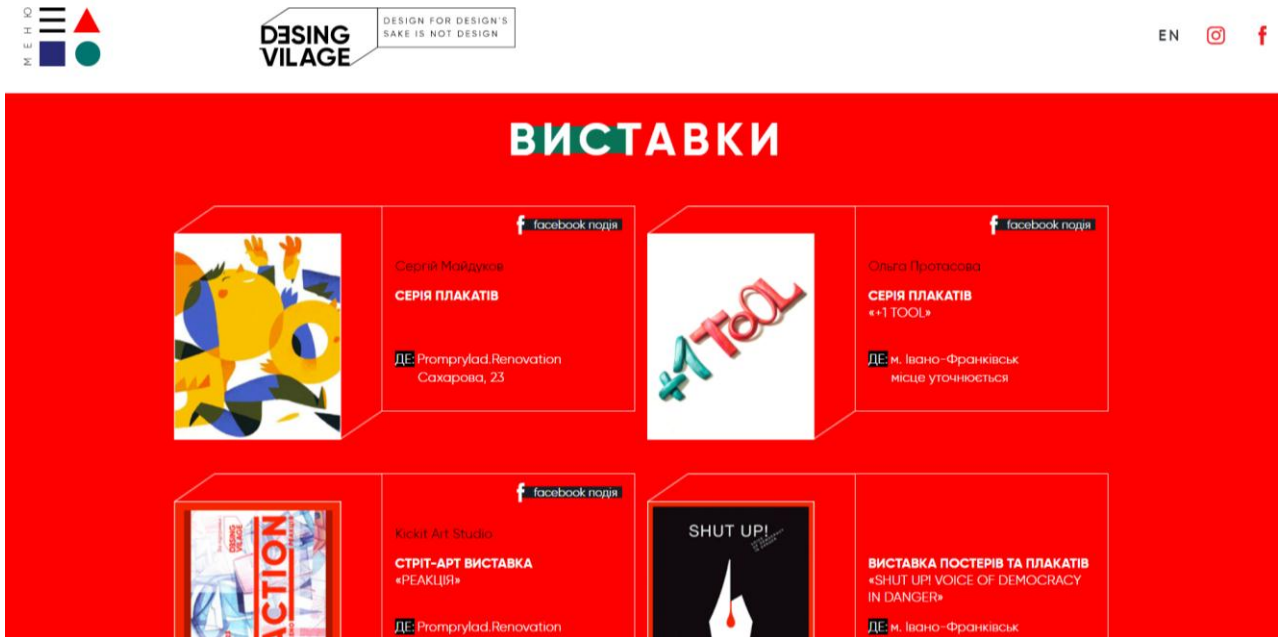 МЕНЮ
DESING
VILAGE
DESIGN FOR DESIGN'S
SAKE IS NOT DESIGN
EN
ВИСТАВКИ
facebook подія
Сергій Майдуков
СЕРІЯ ПЛАКАТІВ
ДЕ: Promprylad.Renovation
Сахарова, 23
+1 TOOL
facebook подія
Ольга Протасова
СЕРІЯ ПЛАКАТІВ
«+1 TOOL»
ДЕ: м. Івано-Франківськ
місце уточнюється
DESING
VILAGE
ACTION
facebook подія
Kickit Art Studio
СТРІТ-АРТ ВИСТАВКА
«РЕАКЦІЯ»
ДЕ: Promprylad.Renovation
SHUT UP!
ВИСТАВКА ПОСТЕРІВ ТА ПЛАКАТІВ
«SHUT UP! VOICE OF DEMOCRACY
IN DANGER»
ДЕ: м. Івано-Франківськ